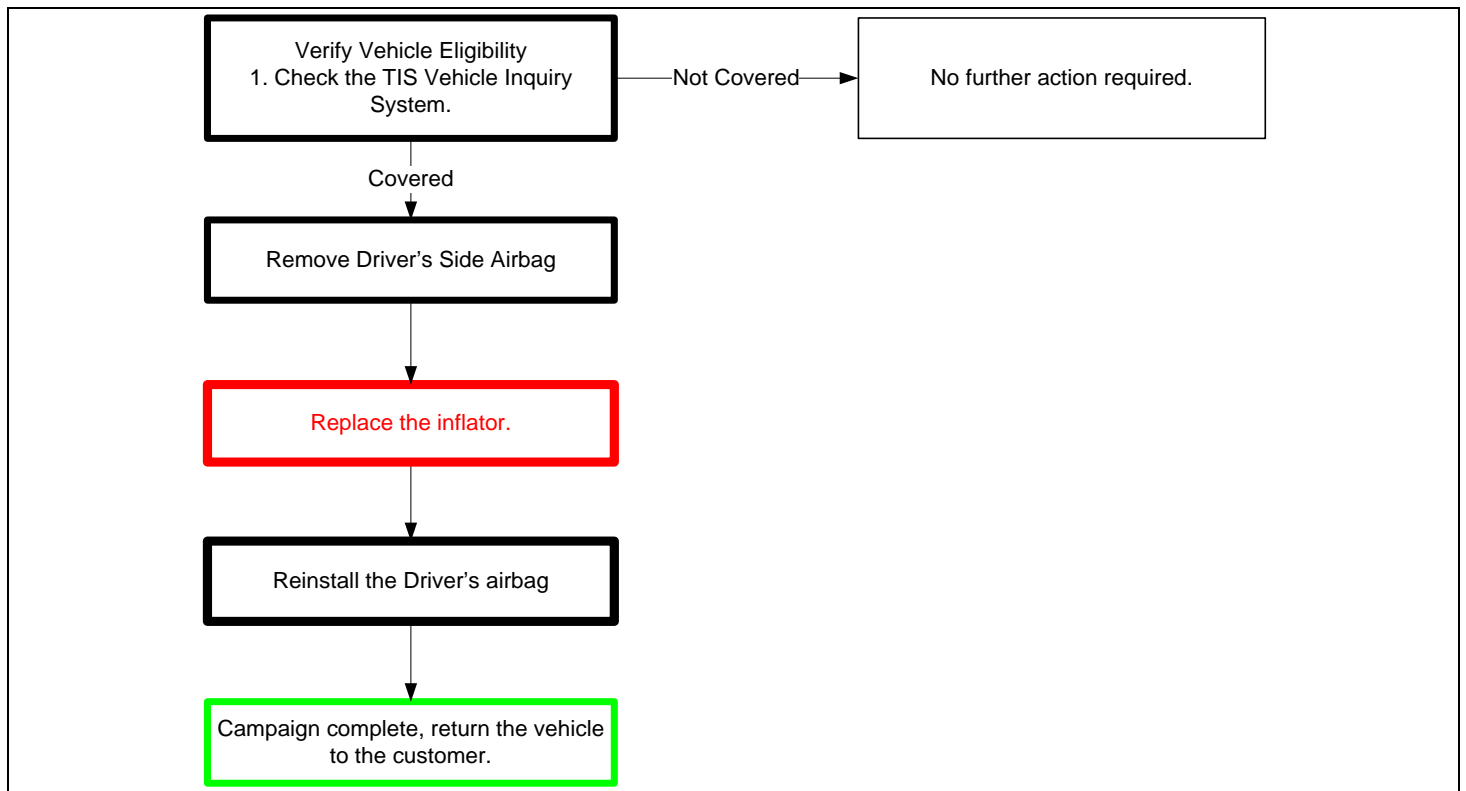 Verify Vehicle Eligibility
1. Check the TIS Vehicle Inquiry
System.
Not Covered
No further action required.
Covered
Remove Driver’s Side Airbag
Replace the inflator.
Reinstall the Driver’s airbag
Campaign complete, return the vehicle
to the customer.